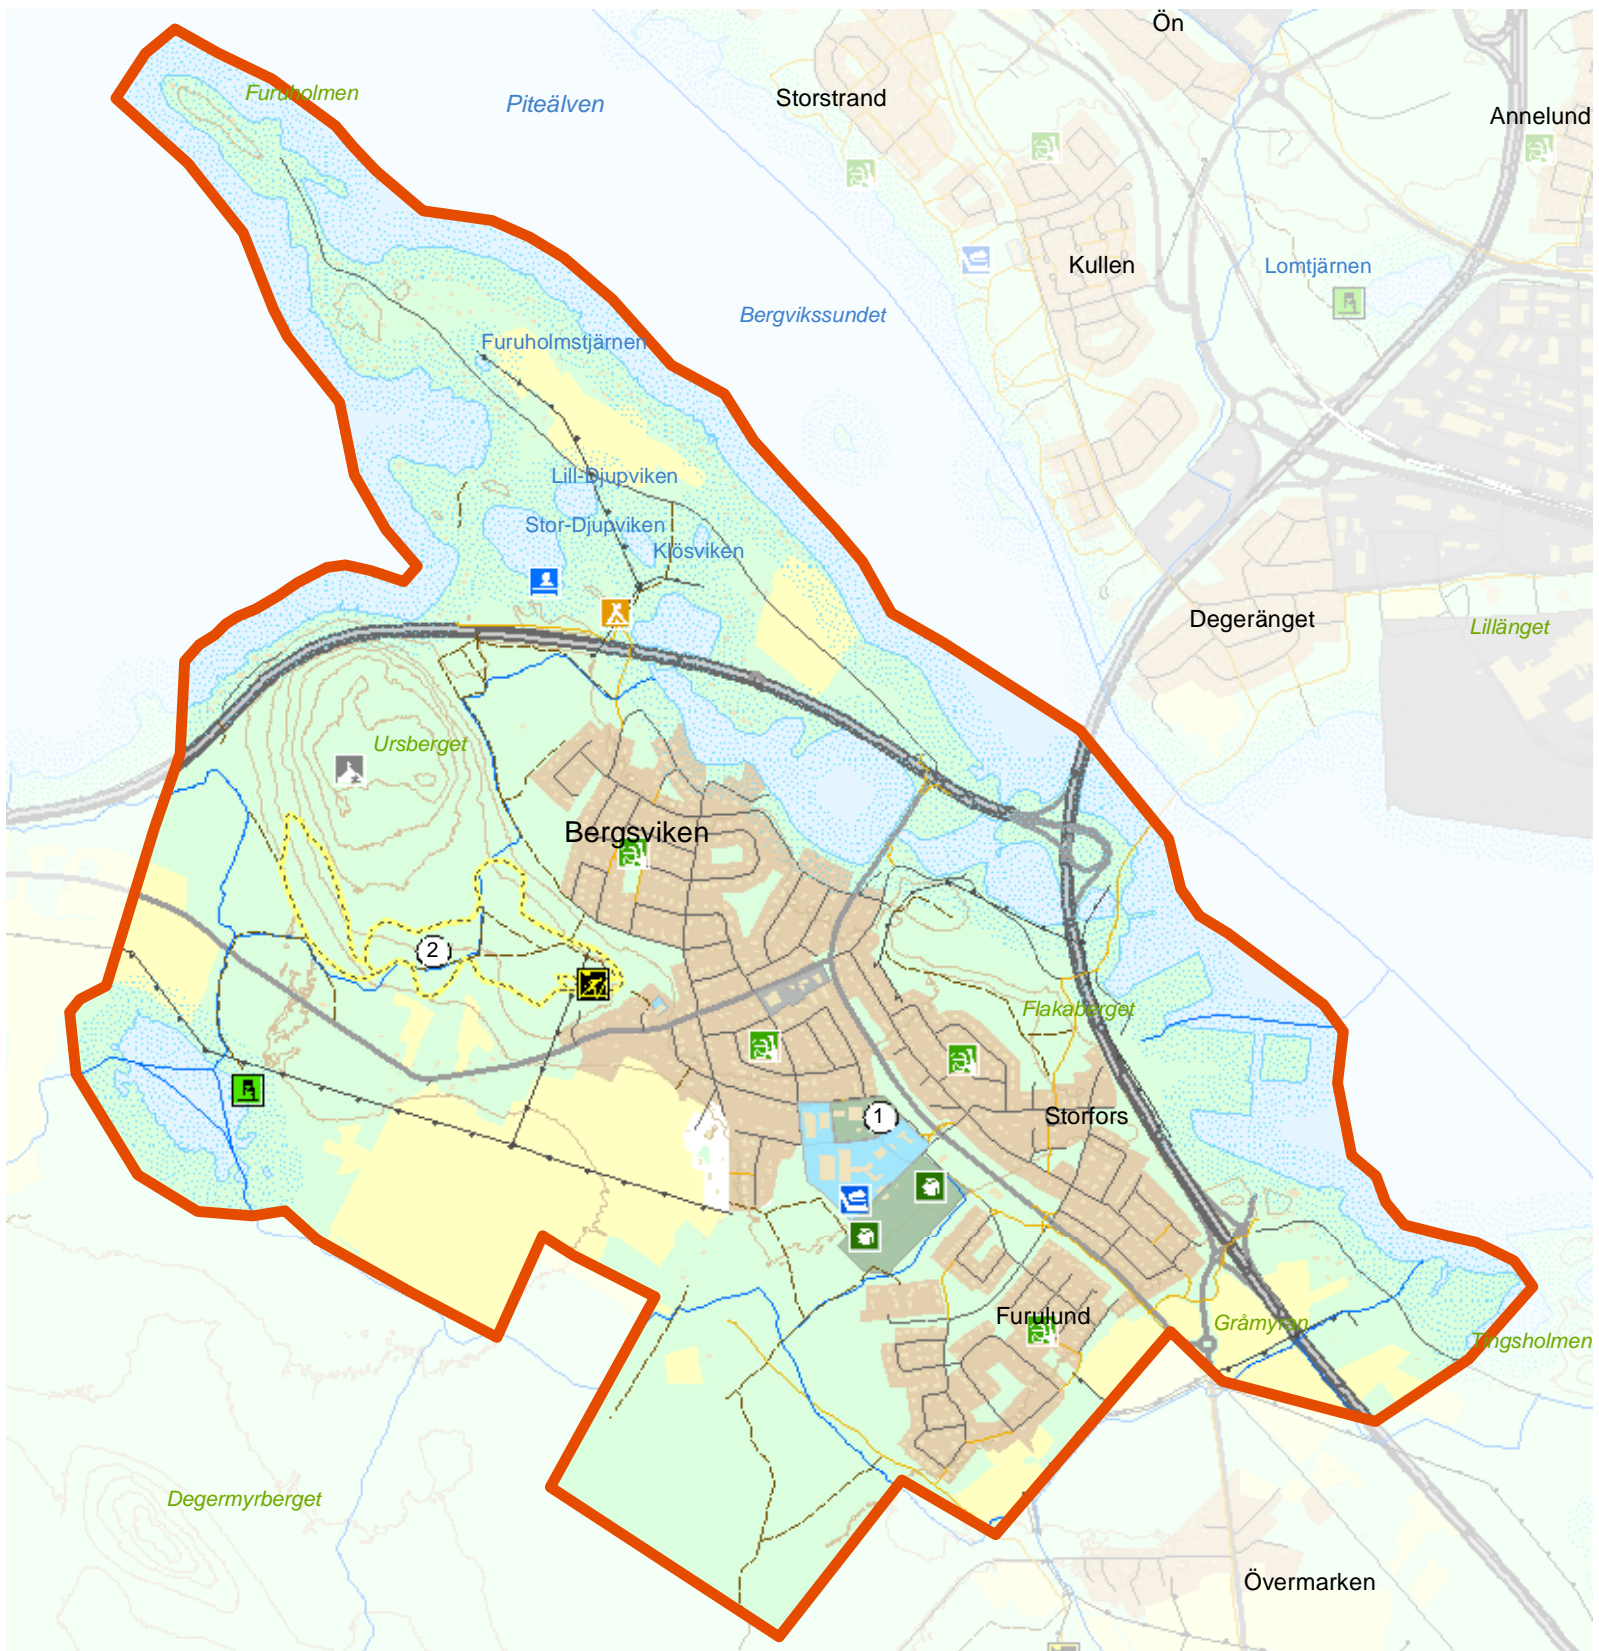 Ön
Furuholmen
Piteälven
Storstrand
Annelund
Kullen
Lomtjärnen
Bergvikssundet
Furuholmstjärnen
Lill-Djupviken
Stor-Djupviken
Klösviken
Degeränget
Lillänget
Ursberget
Bergsviken
2
Flakaberget
1
Storfors
Furulund
Gråmyran
Tingsholmen
Degermyrberget
Övermarken